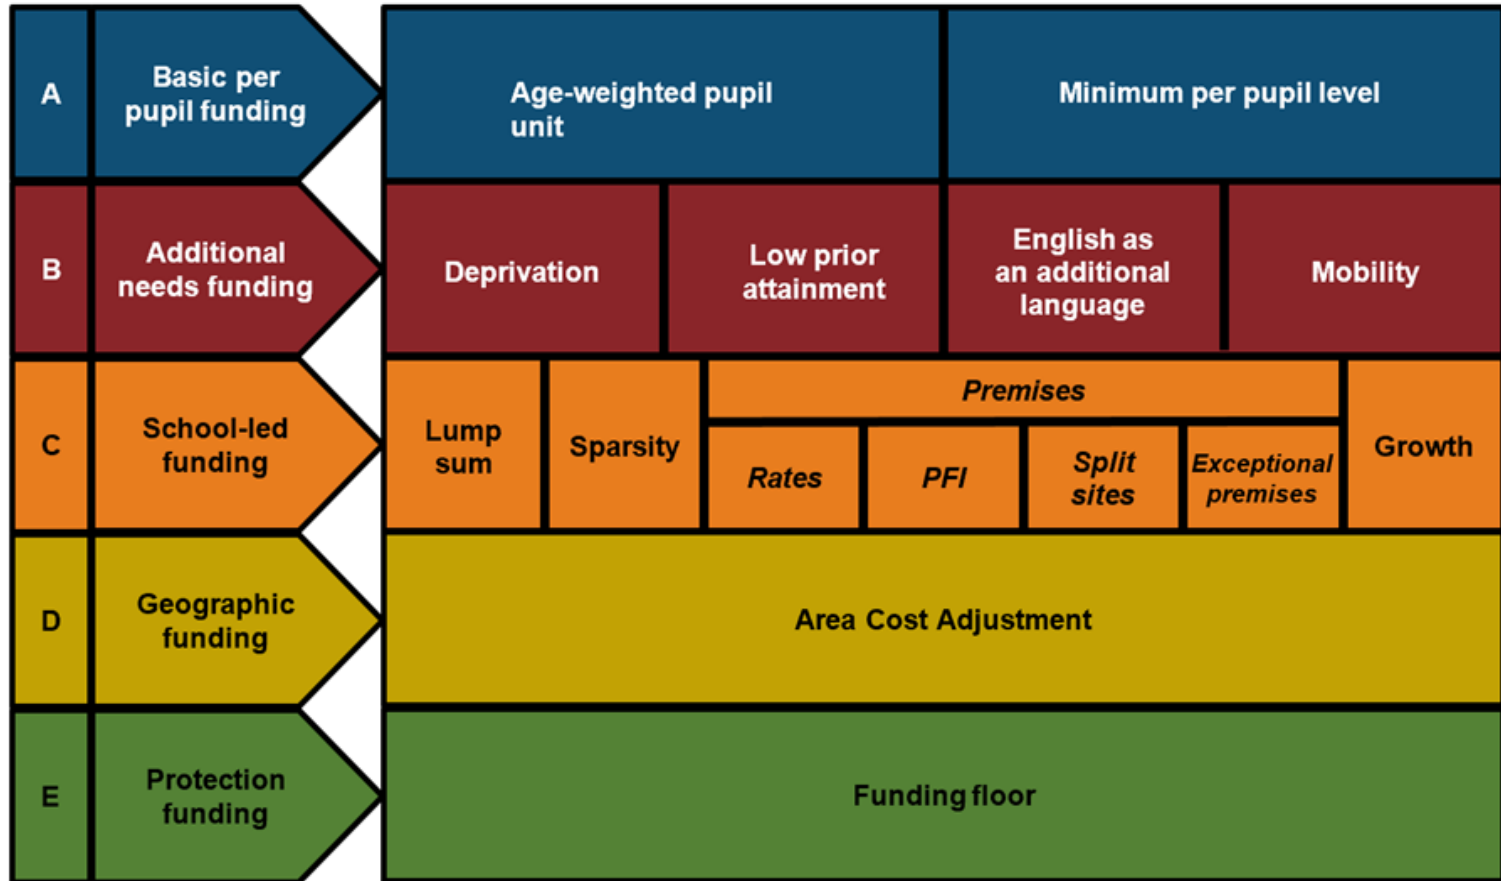 A
Basic per
pupil funding
Age-weighted pupil
unit
Minimum per pupil level
B
Additional
needs funding
Deprivation
Low prior
attainment
English as
an additional
language
Mobility
C
School-led
funding
Lump
sum
Sparsity
Premises
Rates
PFI
Split
sites
Exceptional
premises
Growth
D
Geographic
funding
Area Cost Adjustment
E
Protection
funding
Funding floor